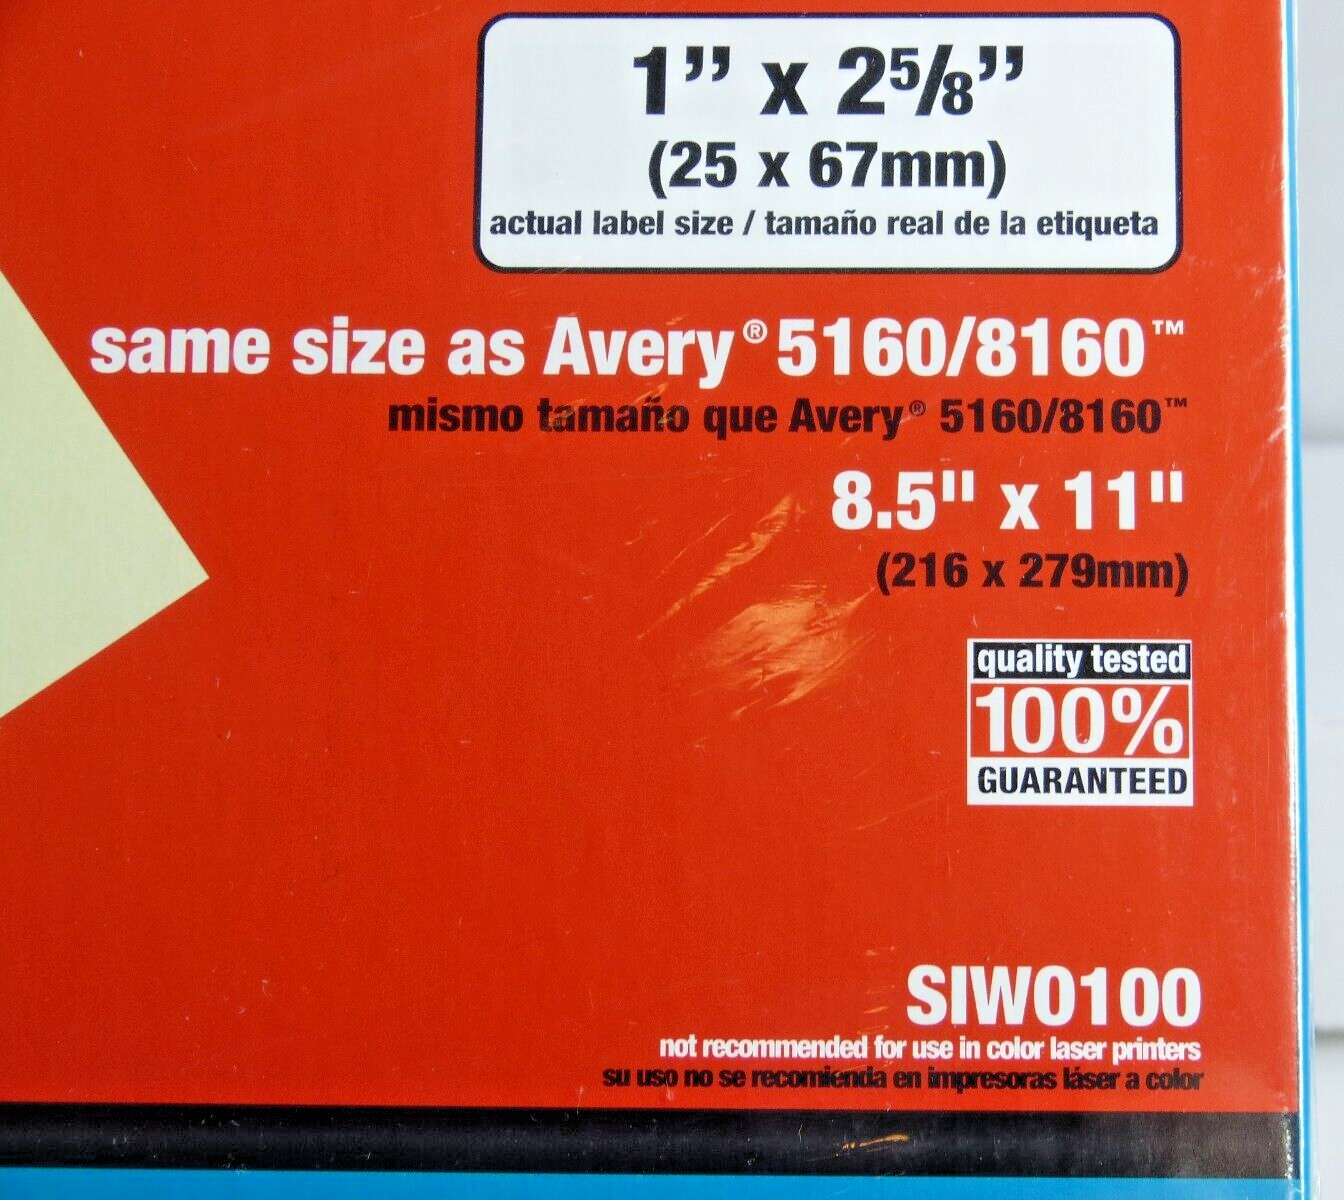 1’’ x 2⅝’’
(25 x 67mm)
actual label size / tamaño real de la etiqueta
same size as Avery® 5160/8160™
mismo tamaño que Avery® 5160/8160™
8.5" x 11"
(216 x 279mm)
quality tested
100%
GUARANTEED
SIW0100
not recommended for use in color laser printers
su uso no se recomienda en impresoras láser a color